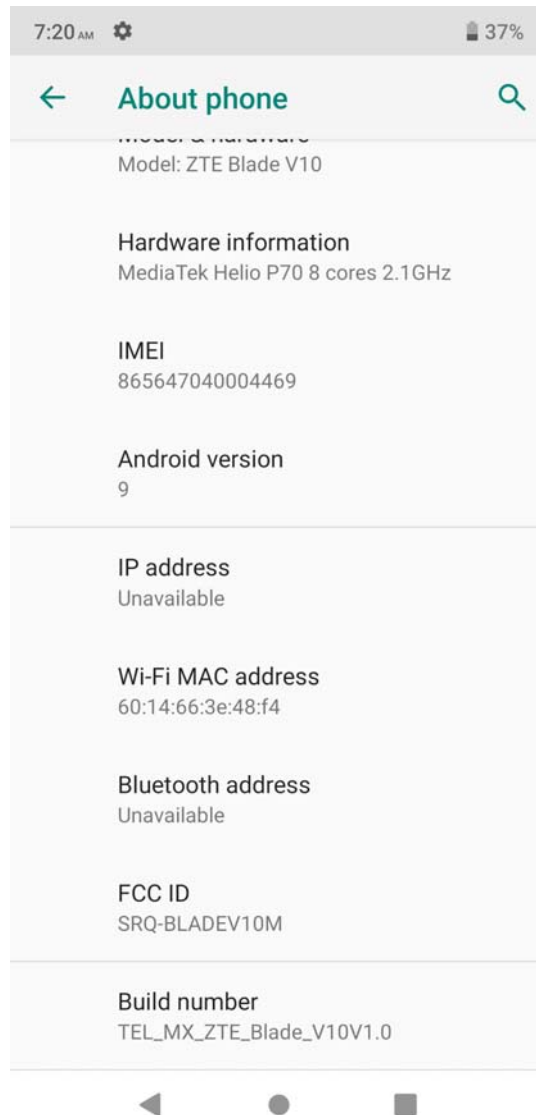 7:20 AM 37%
About phone
Model & hardware
Model: ZTE Blade V10
Hardware information
MediaTek Helio P70 8 cores 2.1GHz
IMEI
865647040004469
Android version
9
IP address
Unavailable
Wi-Fi MAC address
60:14:66:3e:48:f4
Bluetooth address
Unavailable
FCC ID
SRQ-BLADEV10M
Build number
TEL_MX_ZTE_Blade_V10V1.0